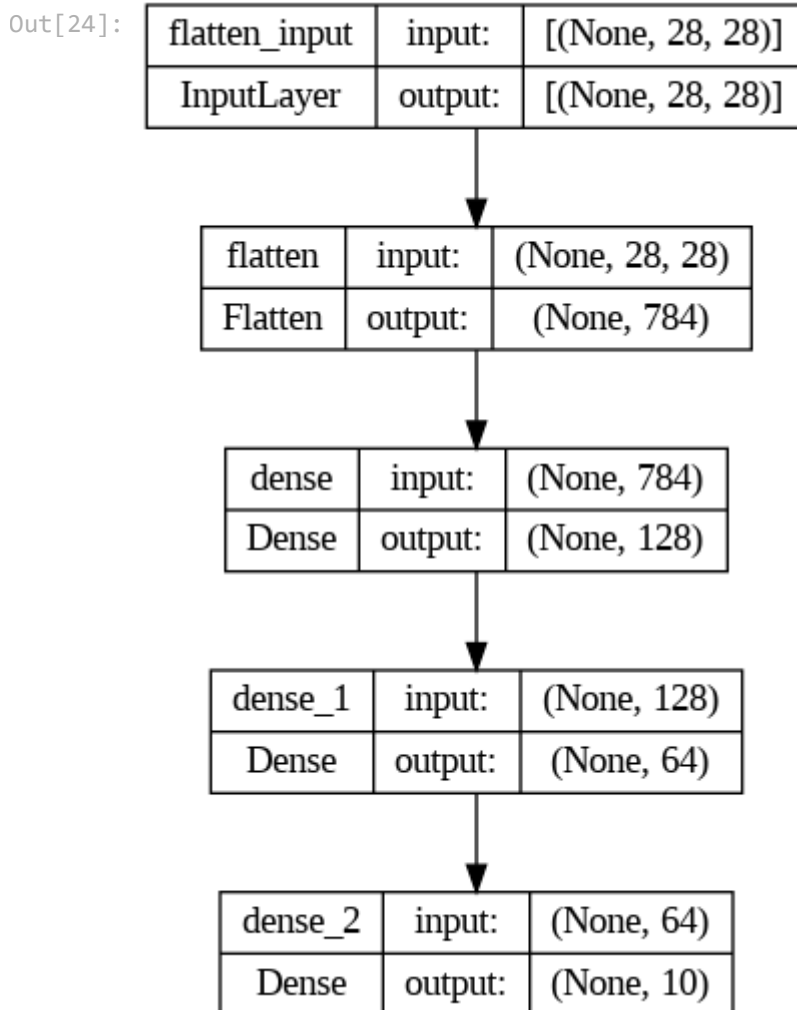 Out[24]:
flatten_input input: [(None, 28, 28)]
InputLayer output: [(None, 28, 28)]
flatten input: (None, 28, 28)
Flatten output: (None, 784)
dense input: (None, 784)
Dense output: (None, 128)
dense_1 input: (None, 128)
Dense output: (None, 64)
dense_2 input: (None, 64)
Dense output: (None, 10)